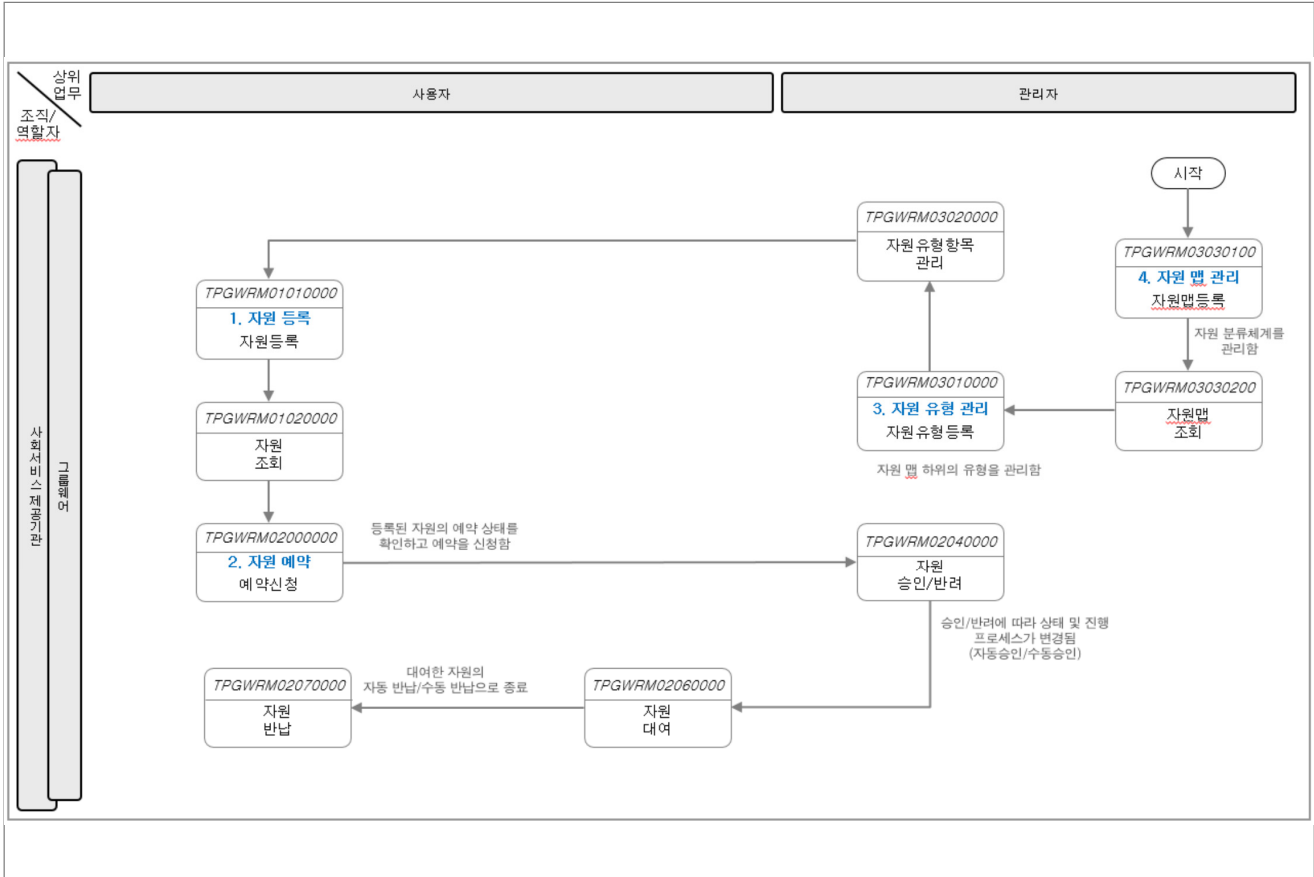 상위
업무
조직/
역할자
사용자
관리자
사회서비스 제공기관
그룹웨어
시작
TPGWRM03030100
4. 자원 맵 관리
자원맵등록
자원 분류체계를
관리함
TPGWRM03030200
자원맵
조회
TPGWRM03010000
3. 자원 유형 관리
자원유형등록
자원 맵 하위의 유형을 관리함
TPGWRM03020000
자원유형항목
관리
TPGWRM01010000
1. 자원 등록
자원등록
TPGWRM01020000
자원
조회
TPGWRM02000000
2. 자원 예약
예약신청
등록된 자원의 예약 상태를
확인하고 예약을 신청함
TPGWRM02040000
자원
승인/반려
승인/반려에 따라 상태 및 진행
프로세스가 변경됨
(자동승인/수동승인)
TPGWRM02060000
자원
대여
대여한 자원의
자동 반납/수동 반납으로 종료
TPGWRM02070000
자원
반납